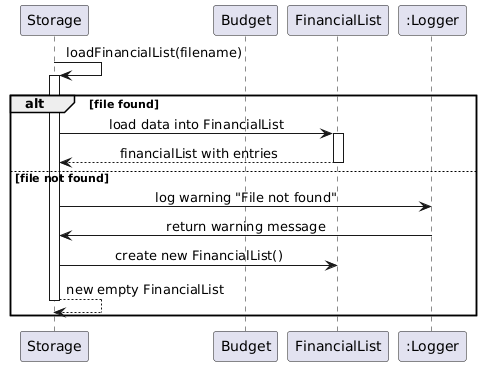 Storage Budget FinancialList :Logger
loadFinancialList(filename)
alt [file found]
load data into FinancialList
financialList with entries
[file not found]
log warning "File not found"
return warning message
create new FinancialList()
new empty FinancialList
Storage Budget FinancialList :Logger